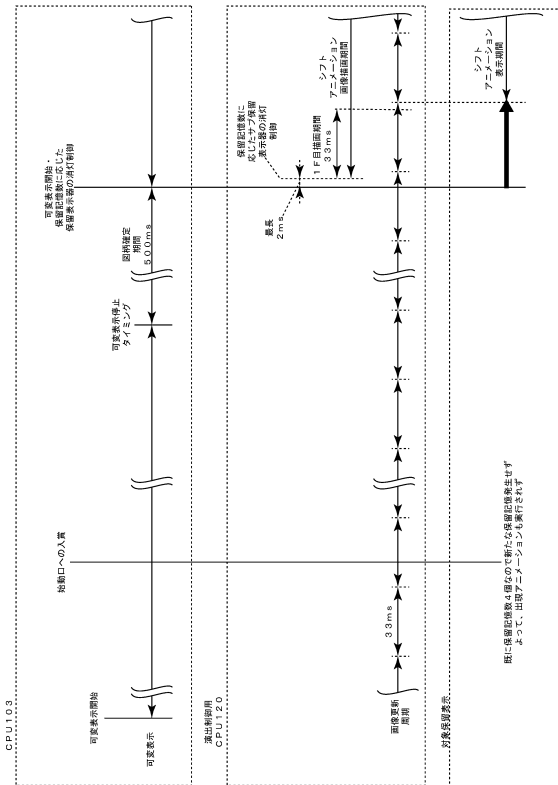 CPU103
可変表示開始
可変表示
始動口への入賞
可変表示停止
タイミング
図柄確定
期間
500ms
可変表示開始・
保留記憶数に応じた
保留表示器の消灯制御
演出制御用
CPU120
画像更新
周期
33ms
最長
2ms
保留記憶数に
応じたサブ保留
表示器の消灯
制御
1F目描画期間
33ms
シフト
アニメーション
画像描画期間
対象保留表示
既に保留記憶数4個なので新たな保留記憶発生せず
よって、出現アニメーションも実行されず
シフト
アニメーション
表示期間